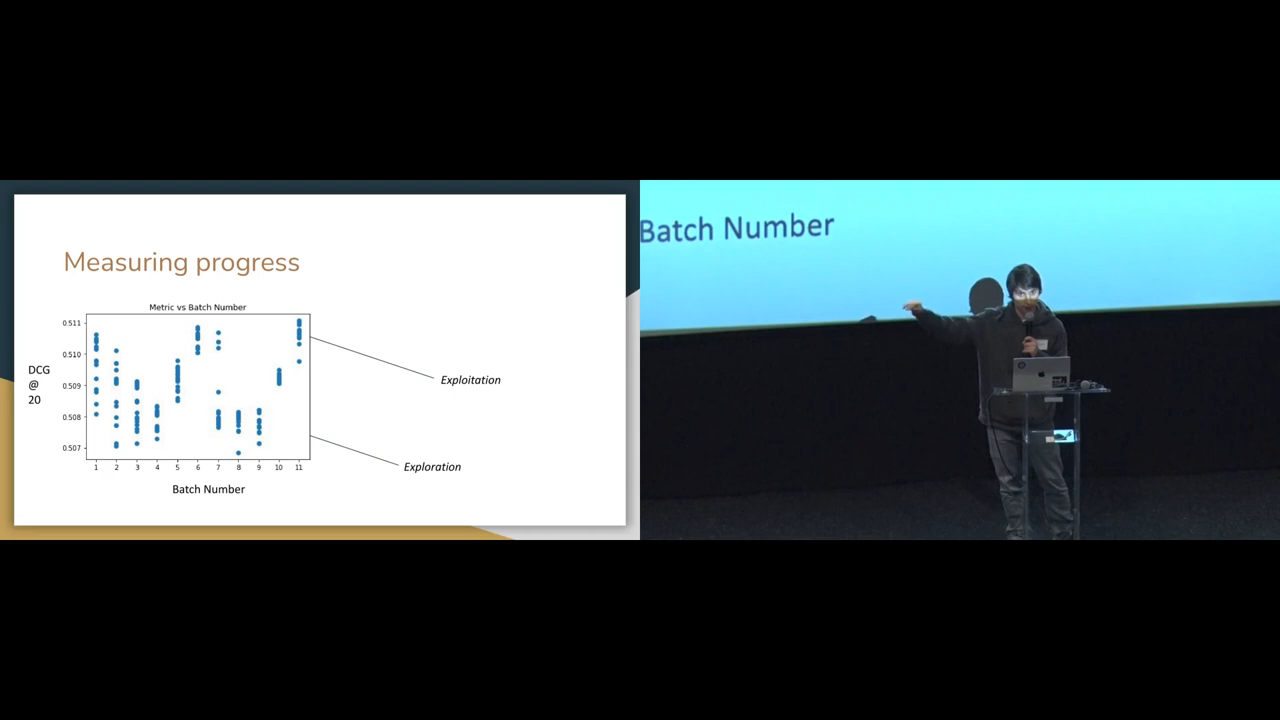 Measuring progress
Metric vs Batch Number
0.511
0.510
0.509
0.508
0.507
DCG
@
20
1 2 3 4 5 6 7 8 9 10 11
Batch Number
Exploitation
Exploration
Batch Number